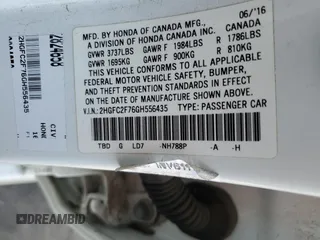 06/'16
MFD. BY HONDA OF CANADA MFG., CANADA
A DIVISION OF HONDA CANADA INC.
GVWR 3737LBS GAWR F 1984LBS R 1786LBS
GVWR 1695KG GAWR F 900KG R 810KG
THIS VEHICLE CONFORMS TO ALL APPLICABLE
FEDERAL MOTOR VEHICLE SAFETY, BUMPER,
AND THEFT PREVENTION STANDARDS IN EFFECT
ON THE DATE OF MANUFACTURE SHOWN ABOVE.
V.I.N.: 2HGFC2F76GH556435 TYPE: PASSENGER CAR
TBD G LD7 -NH788P -A -H
2HGFC2F76GH556435
CIV
DREAMBID